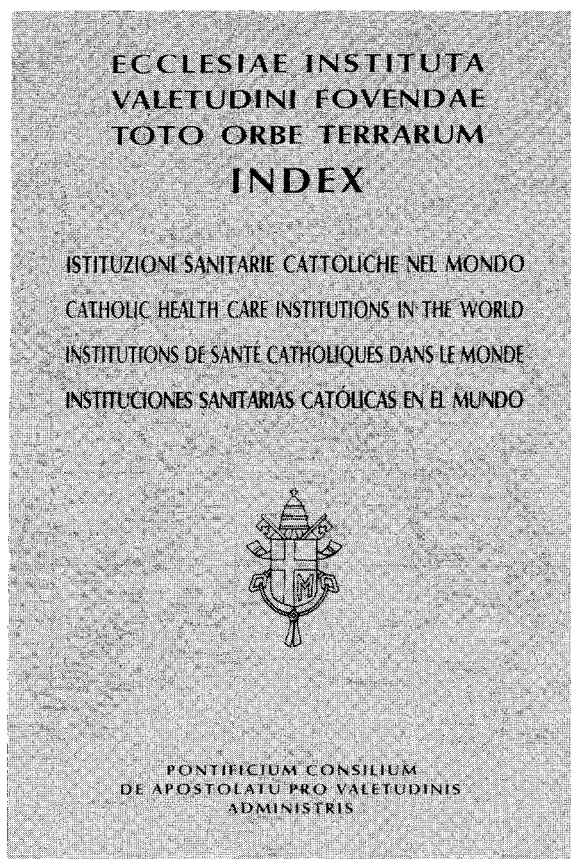 ECCLESIAE INSTITUTA
VALETUDINI FOVENDAE
TOTO ORBE TERRARUM
INDEX
ISTITUZIONI SANITARIE CATTOLICHE NEL MONDO
CATHOLIC HEALTH CARE INSTITUTIONS IN THE WORLD
INSTITUTIONS DE SANTÉ CATHOLIQUES DANS LE MONDE
INSTITUCIONES SANITARIAS CATÓLICAS EN EL MUNDO
M
PONTIFICIUM CONSILIUM
DE APOSTOLATU PRO VALETUDINIS
ADMINISTRIS